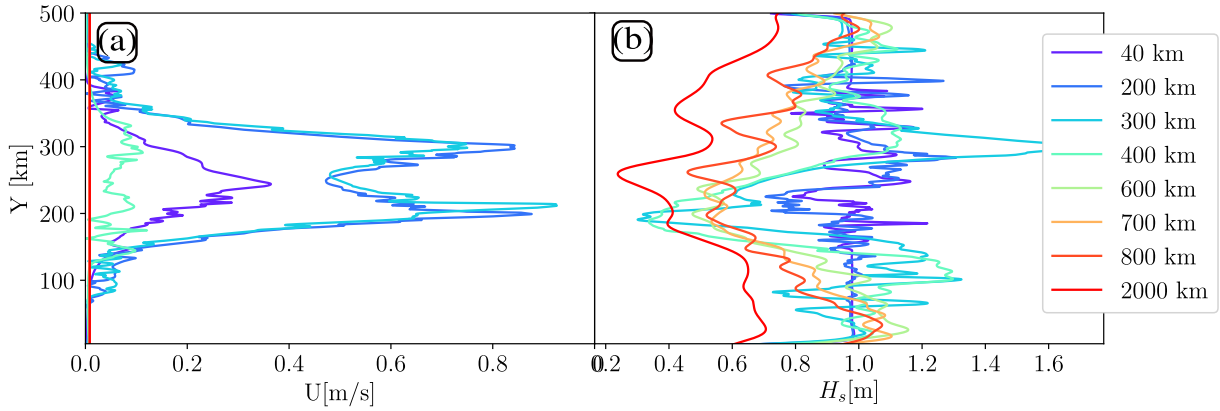 500
400
300
200
100
Y [km]
(a)
0.0 0.2 0.4 0.6 0.8
U[m/s]
(b)
0.2 0.4 0.6 0.8 1.0 1.2 1.4 1.6
H_s[m]
40 km
200 km
300 km
400 km
600 km
700 km
800 km
2000 km